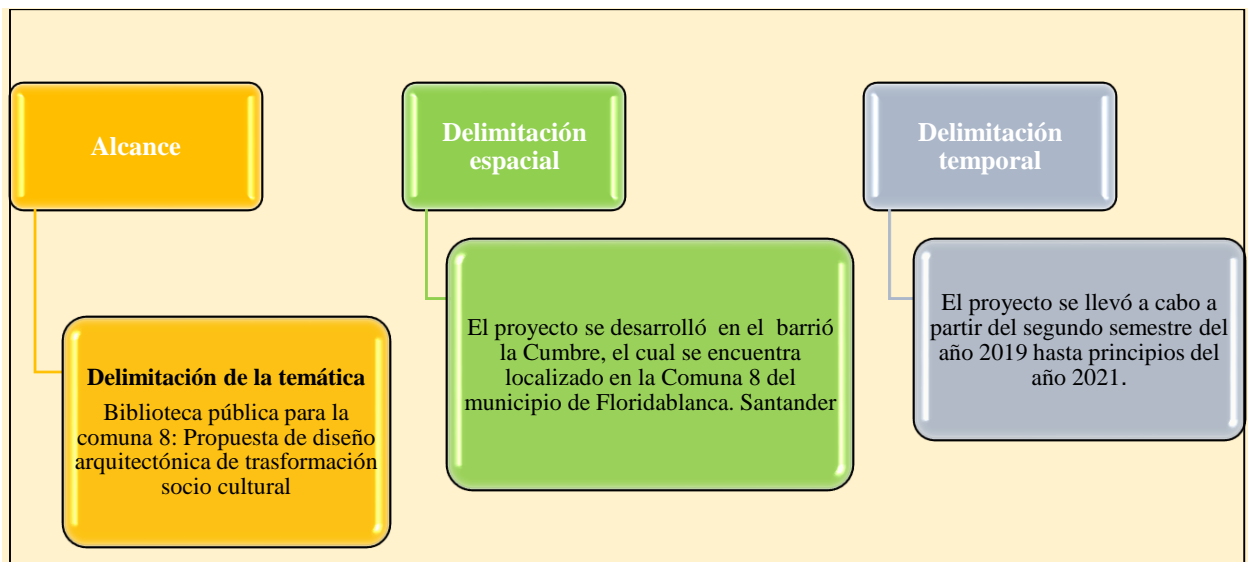 Alcance
Delimitación de la temática
Biblioteca pública para la
comuna 8: Propuesta de diseño
arquitectónica de trasformación
socio cultural
Delimitación
espacial
El proyecto se desarrolló en el barrió
la Cumbre, el cual se encuentra
localizado en la Comuna 8 del
municipio de Floridablanca. Santander
Delimitación
temporal
El proyecto se llevó a cabo a
partir del segundo semestre del
año 2019 hasta principios del
año 2021.